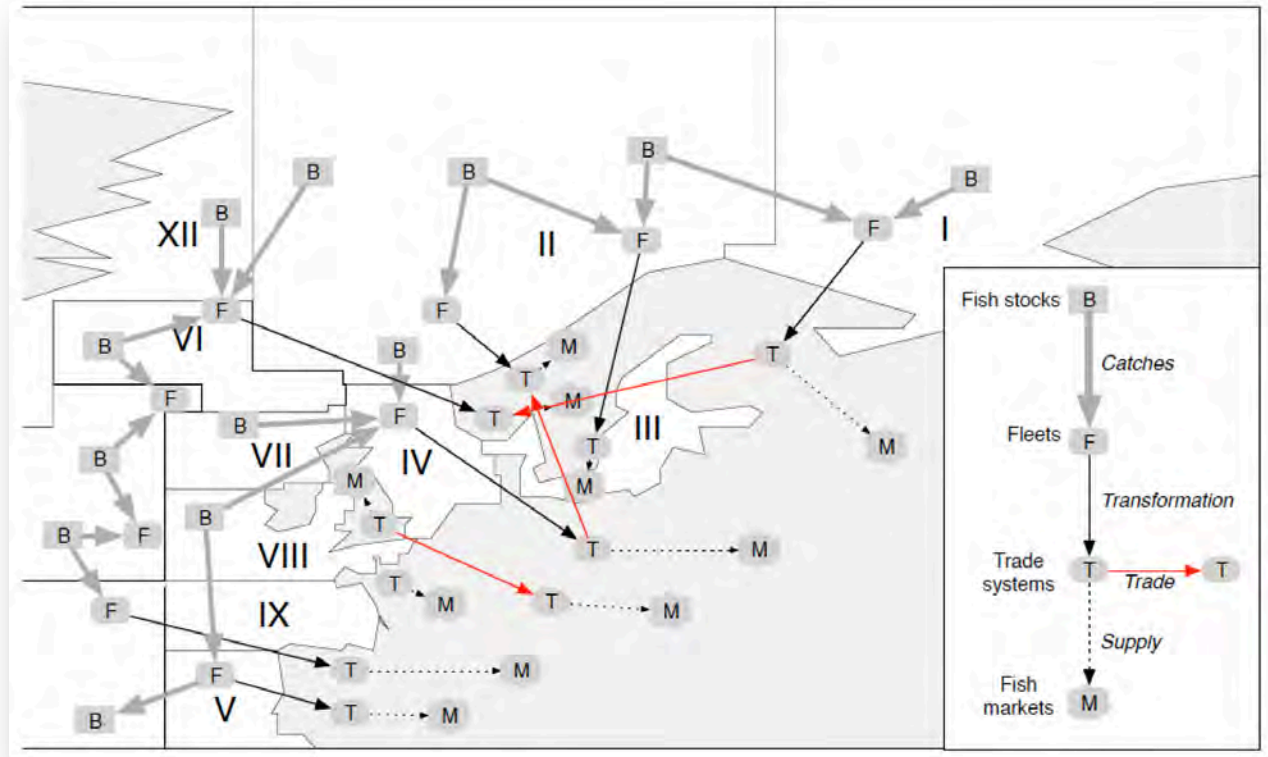 B
B
B
B
B
XII
II
F
F
I
F
F
B
VI
B
M
T
T
F
M
T
F
B
VII
IV
III
T
M
B
M
M
B
T
B
F
VIII
T
M
T
M
T
M
F
IX
T
M
F
V
T
M
B
Fish stocks B
Catches
Fleets F
Transformation
Trade
systems T
Trade
T
Supply
Fish
markets M